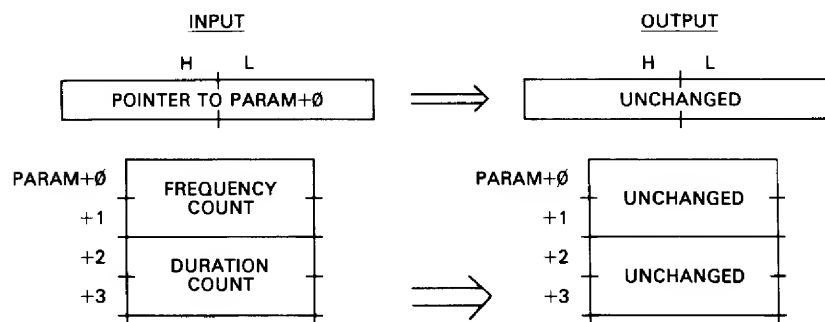 INPUT
OUTPUT
H L
H L
POINTER TO PARAM+Ø
UNCHANGED
PARAM+Ø
FREQUENCY
COUNT
+1
+2
DURATION
COUNT
+3
PARAM+Ø
UNCHANGED
+1
+2
UNCHANGED
+3